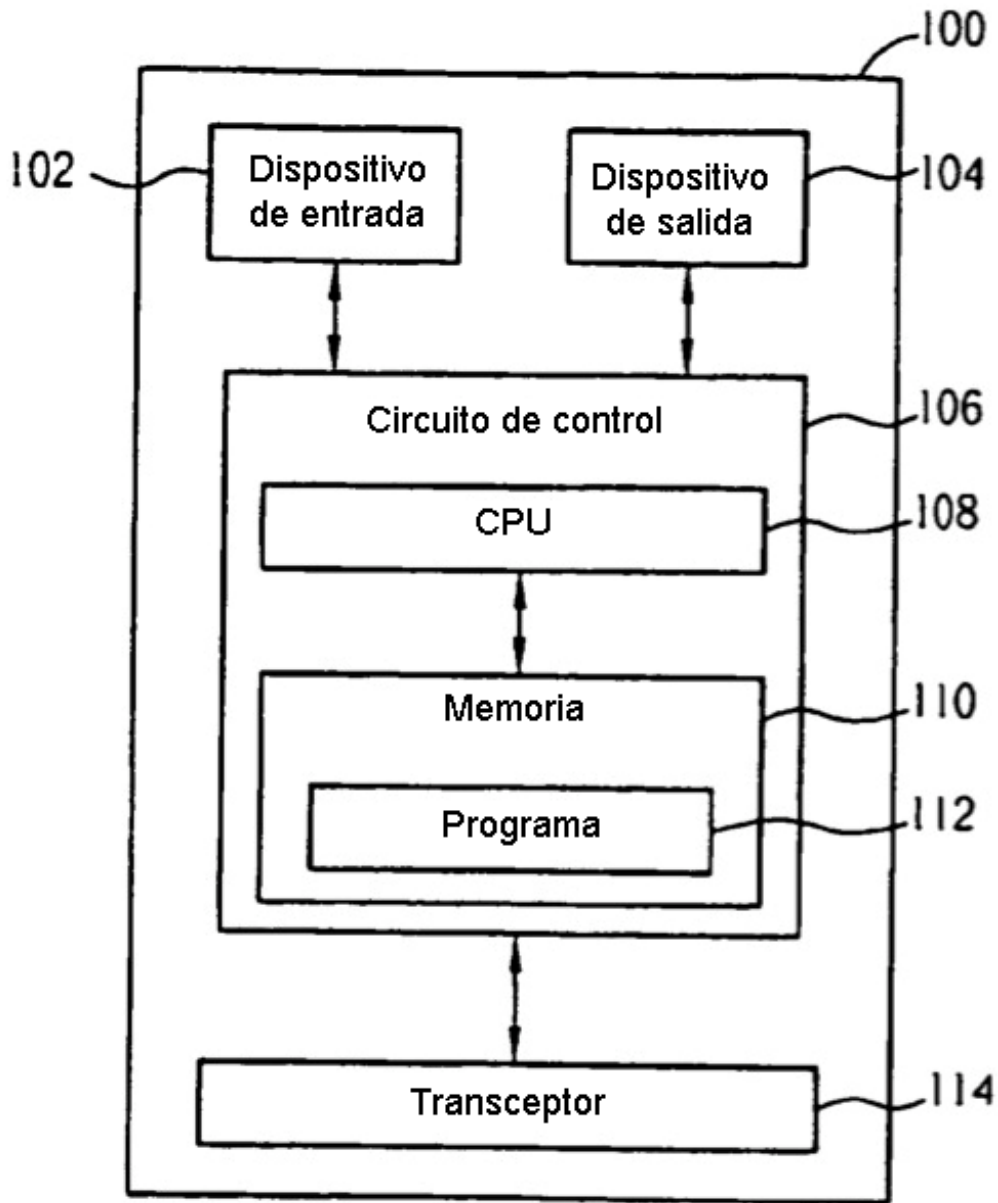 100
102
Dispositivo
de entrada
Dispositivo
de salida
104
Circuito de control
106
CPU
108
Memoria
110
Programa
112
Transceptor
114